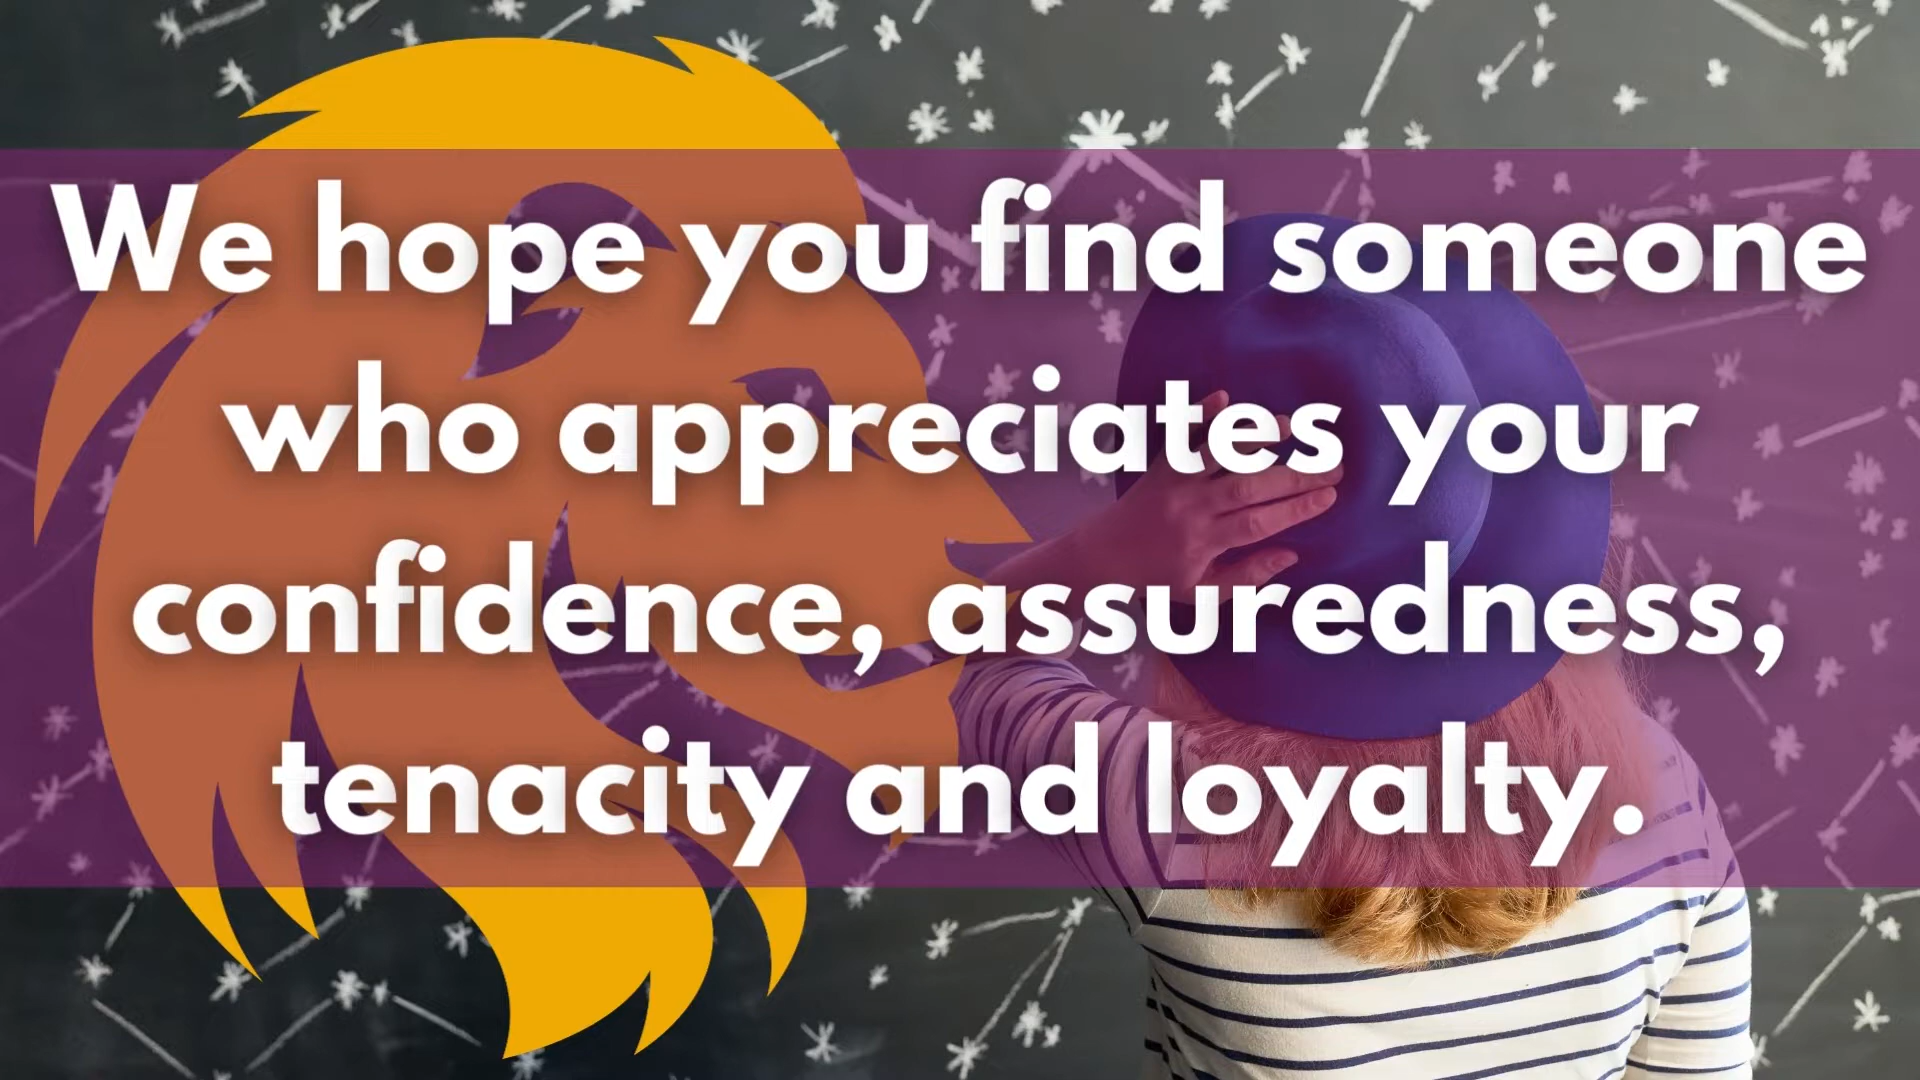 We hope you find someone
who appreciates your
confidence, assuredness,
tenacity and loyalty.